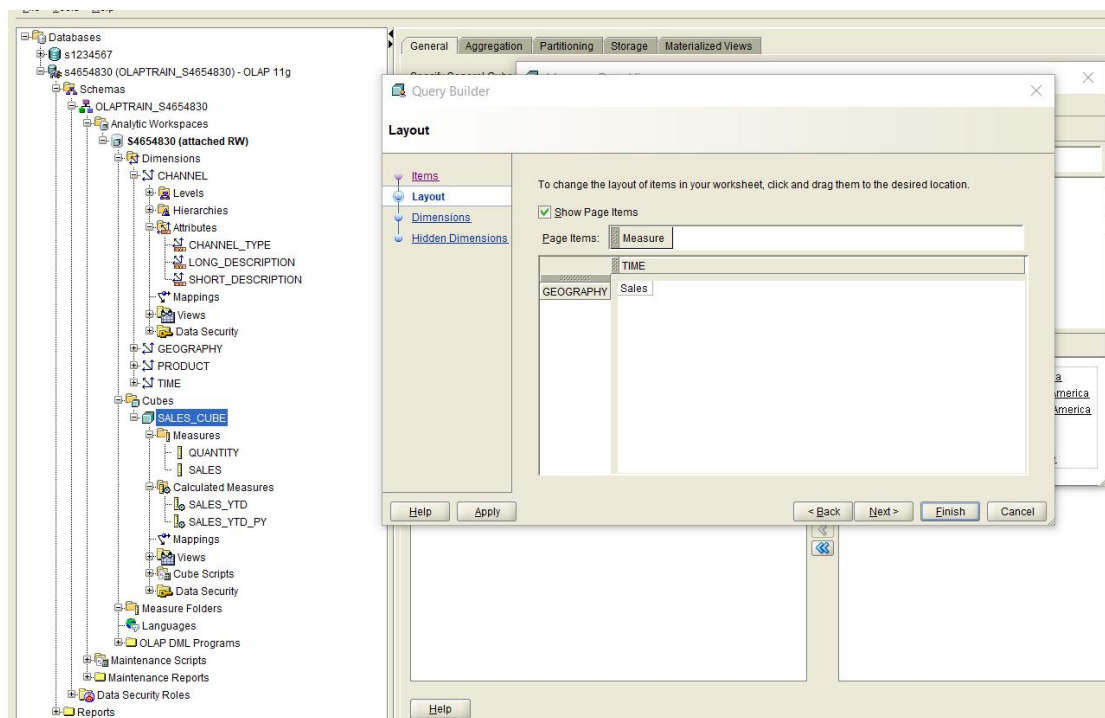 Databases
s1234567
s4654830 (OLAPTRAIN_S4654830) - OLAP 11g
Schemas
OLAPTRAIN_S4654830
Analytic Workspaces
S4654830 (attached RW)
Dimensions
CHANNEL
Levels
Hierarchies
Attributes
CHANNEL_TYPE
LONG_DESCRIPTION
SHORT_DESCRIPTION
Mappings
Views
Data Security
GEOGRAPHY
PRODUCT
TIME
Cubes
SALES_CUBE
Measures
QUANTITY
SALES
Calculated Measures
SALES_YTD
SALES_YTD_PY
Mappings
Views
Cube Scripts
Data Security
Measure Folders
Languages
OLAP DML Programs
Maintenance Scripts
Maintenance Reports
Data Security Roles
Reports
General Aggregation Partitioning Storage Materialized Views
Query Builder
Layout
Items
Layout
Dimensions
Hidden Dimensions
To change the layout of items in your worksheet, click and drag them to the desired location.
Show Page Items
Page Items: Measure
TIME
GEOGRAPHY Sales
Help Apply < Back Next > Finish Cancel
a
America
America
Help